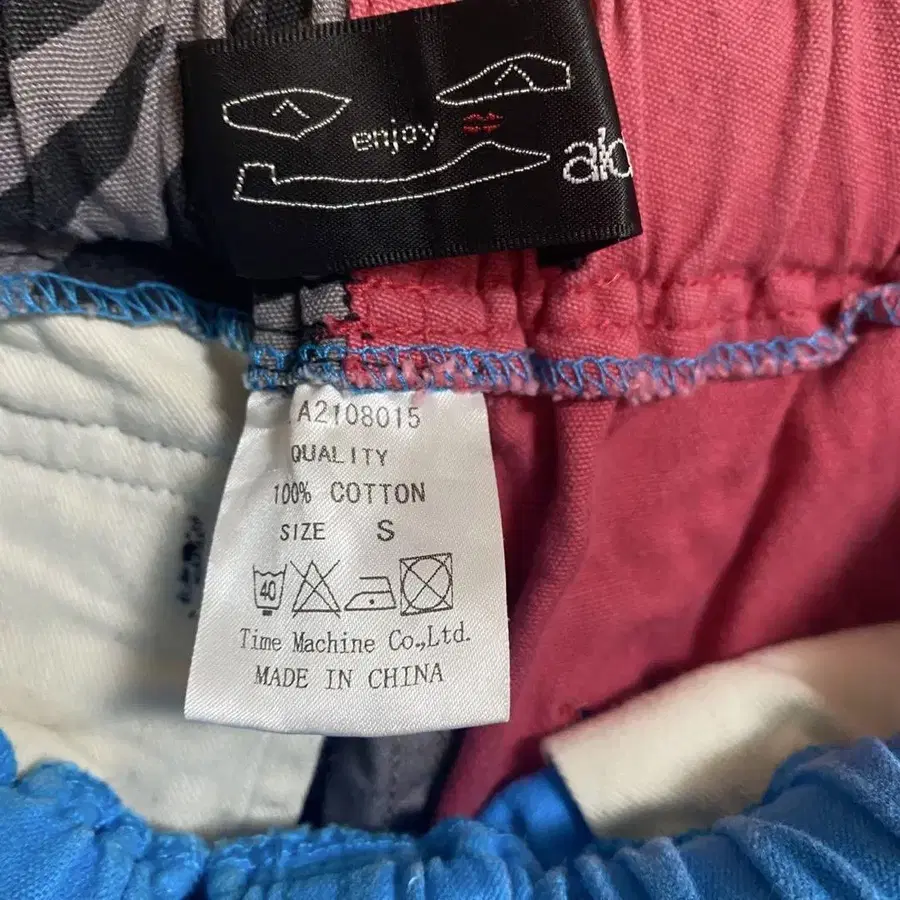 enjoy
A2108015
QUALITY
100% COTTON
SIZE S
40
Time Machine Co.,Ltd.
MADE IN CHINA